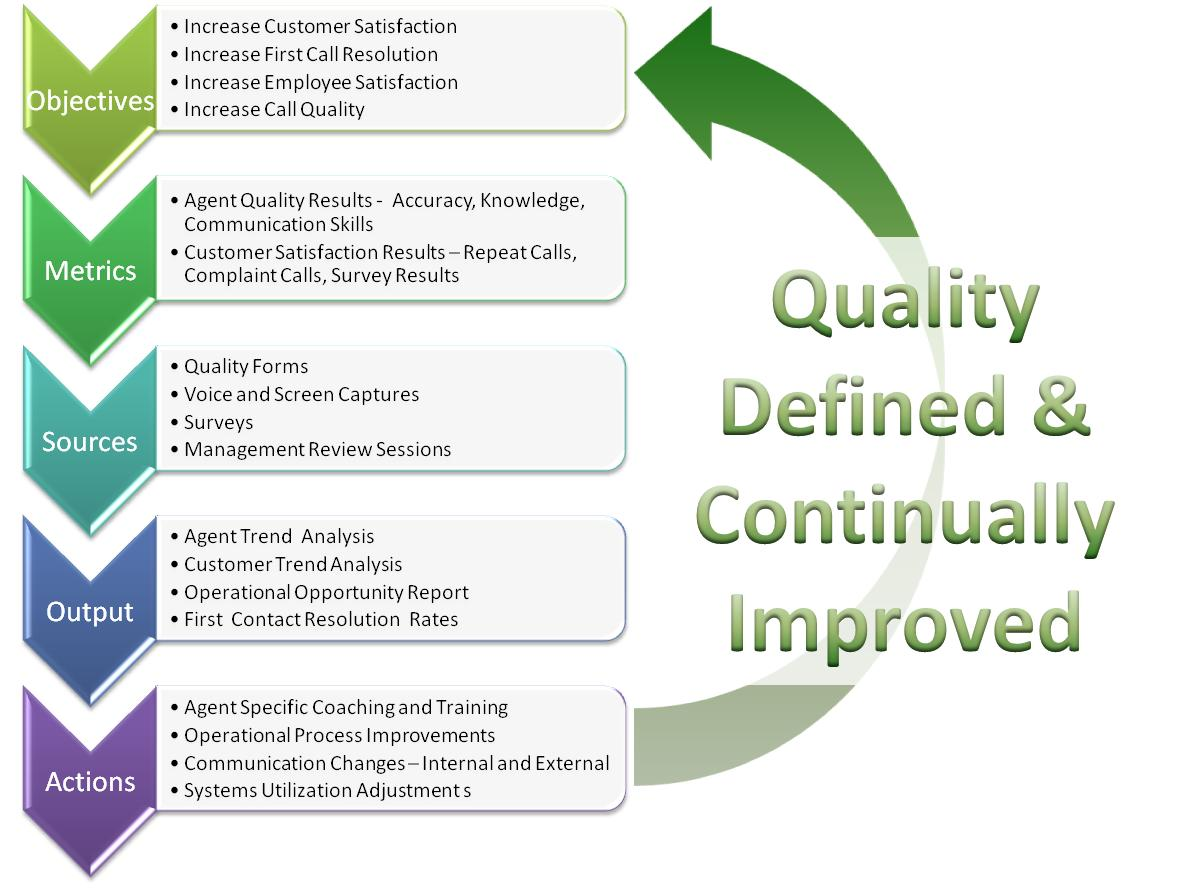 Objectives
• Increase Customer Satisfaction
• Increase First Call Resolution
• Increase Employee Satisfaction
• Increase Call Quality
Metrics
• Agent Quality Results - Accuracy, Knowledge,
Communication Skills
• Customer Satisfaction Results – Repeat Calls,
Complaint Calls, Survey Results
Sources
• Quality Forms
• Voice and Screen Captures
• Surveys
• Management Review Sessions
Output
• Agent Trend Analysis
• Customer Trend Analysis
• Operational Opportunity Report
• First Contact Resolution Rates
Actions
• Agent Specific Coaching and Training
• Operational Process Improvements
• Communication Changes – Internal and External
• Systems Utilization Adjustments
Quality
Defined &
Continually
Improved